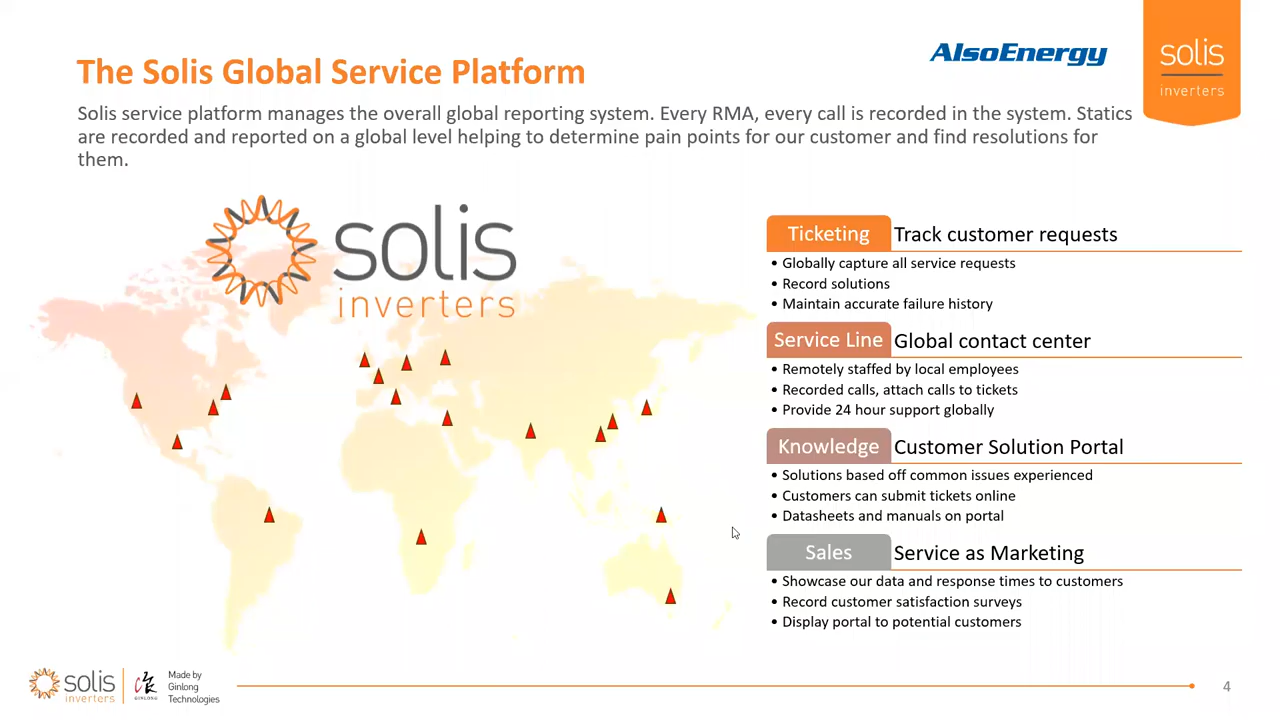 AlsoEnergy
solis
inverters
The Solis Global Service Platform
Solis service platform manages the overall global reporting system. Every RMA, every call is recorded in the system. Statics
are recorded and reported on a global level helping to determine pain points for our customer and find resolutions for
them.
solis
inverters
Ticketing Track customer requests
• Globally capture all service requests
• Record solutions
• Maintain accurate failure history
Service Line Global contact center
• Remotely staffed by local employees
• Recorded calls, attach calls to tickets
• Provide 24 hour support globally
Knowledge Customer Solution Portal
• Solutions based off common issues experienced
• Customers can submit tickets online
• Datasheets and manuals on portal
Sales Service as Marketing
• Showcase our data and response times to customers
• Record customer satisfaction surveys
• Display portal to potential customers
solis
inverters
GINLONG
Made by
Ginlong
Technologies
4